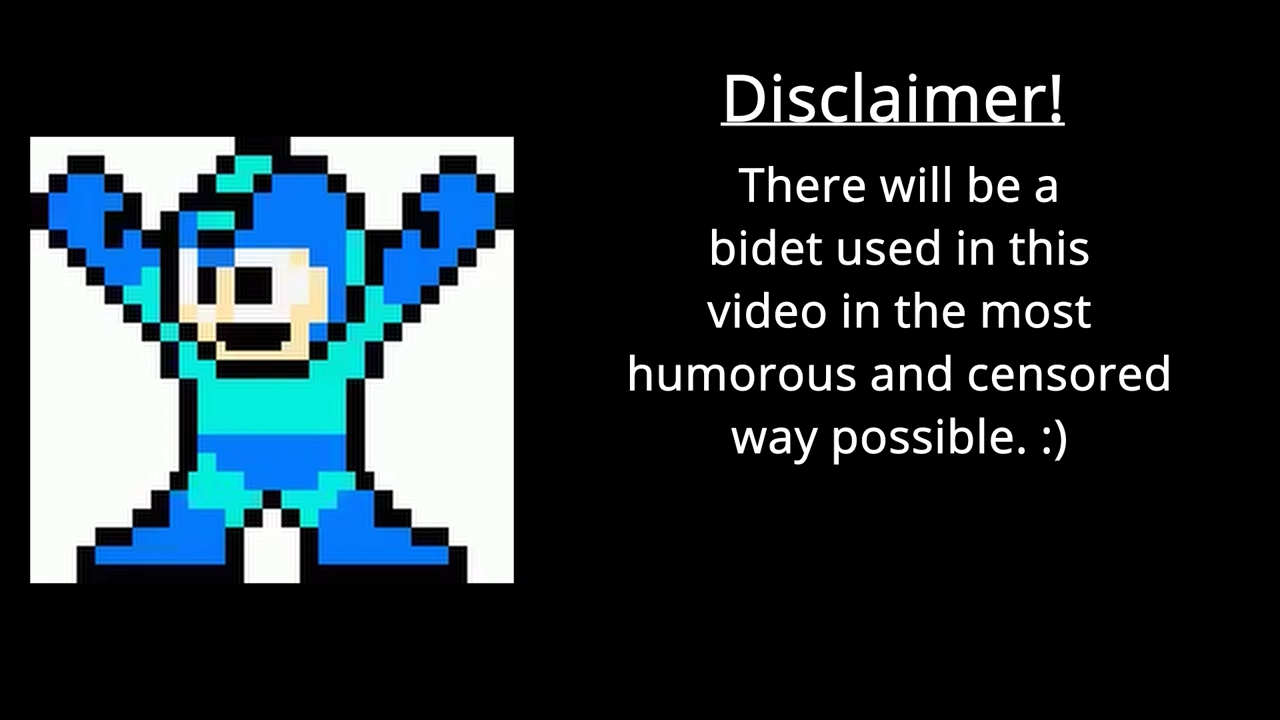 Disclaimer!
There will be a
bidet used in this
video in the most
humorous and censored
way possible. :)